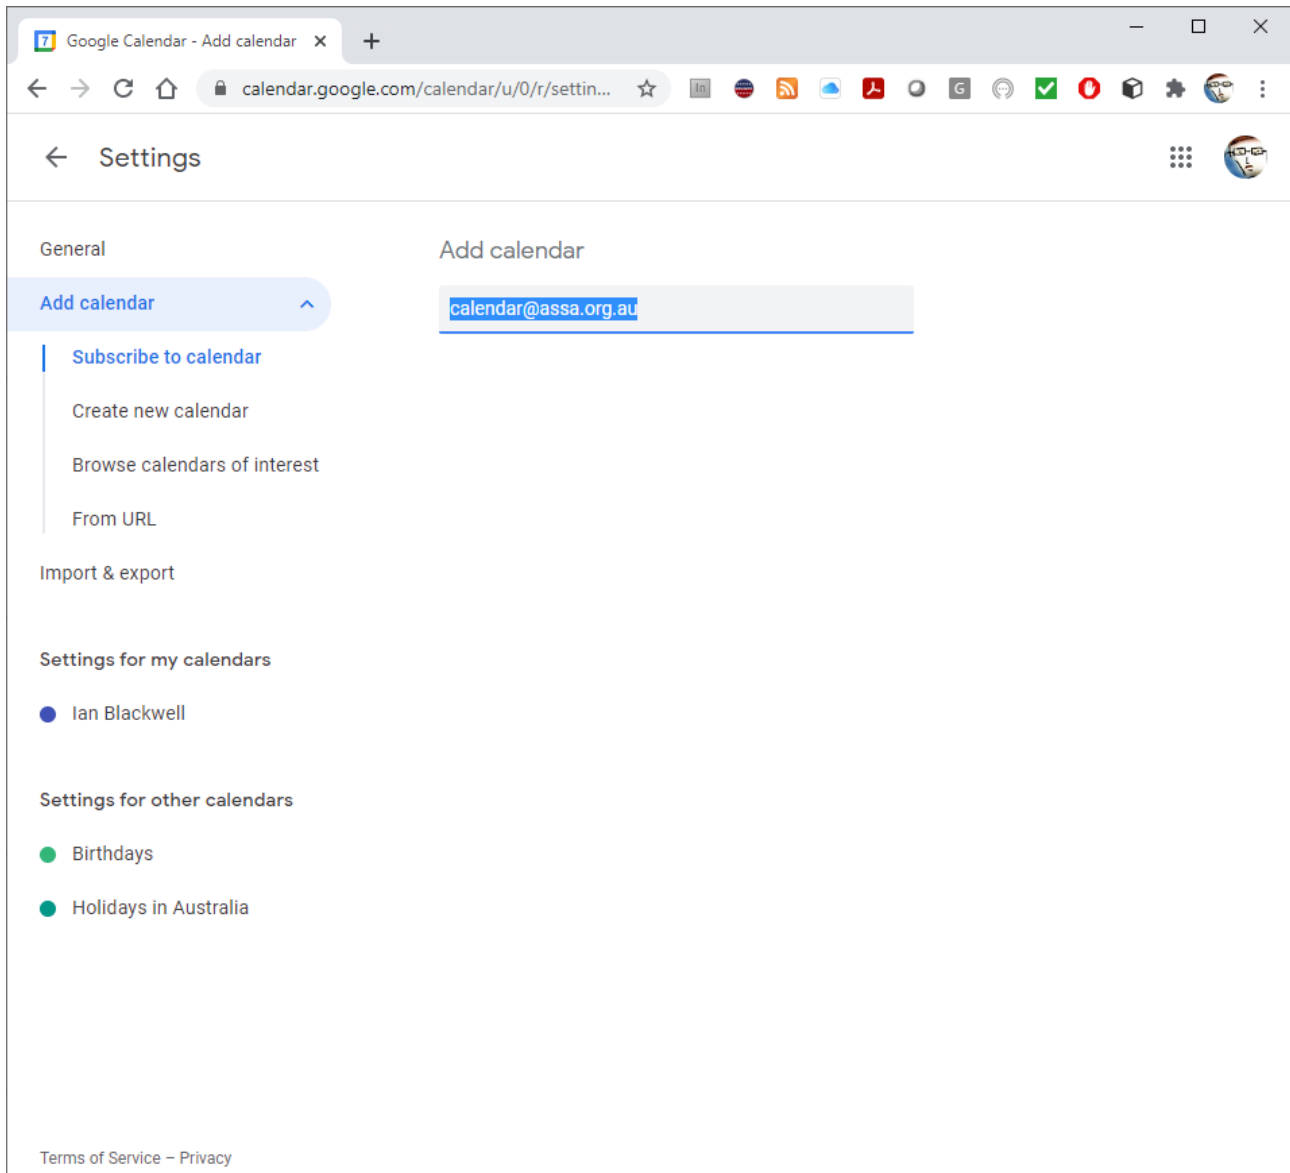 7 Google Calendar - Add calendar
calendar.google.com/calendar/u/0/r/settin...
In
G
Settings
General
Add calendar
Subscribe to calendar
Create new calendar
Browse calendars of interest
From URL
Import & export
Settings for my calendars
Ian Blackwell
Settings for other calendars
Birthdays
Holidays in Australia
Add calendar
calendar@assa.org.au
Terms of Service – Privacy